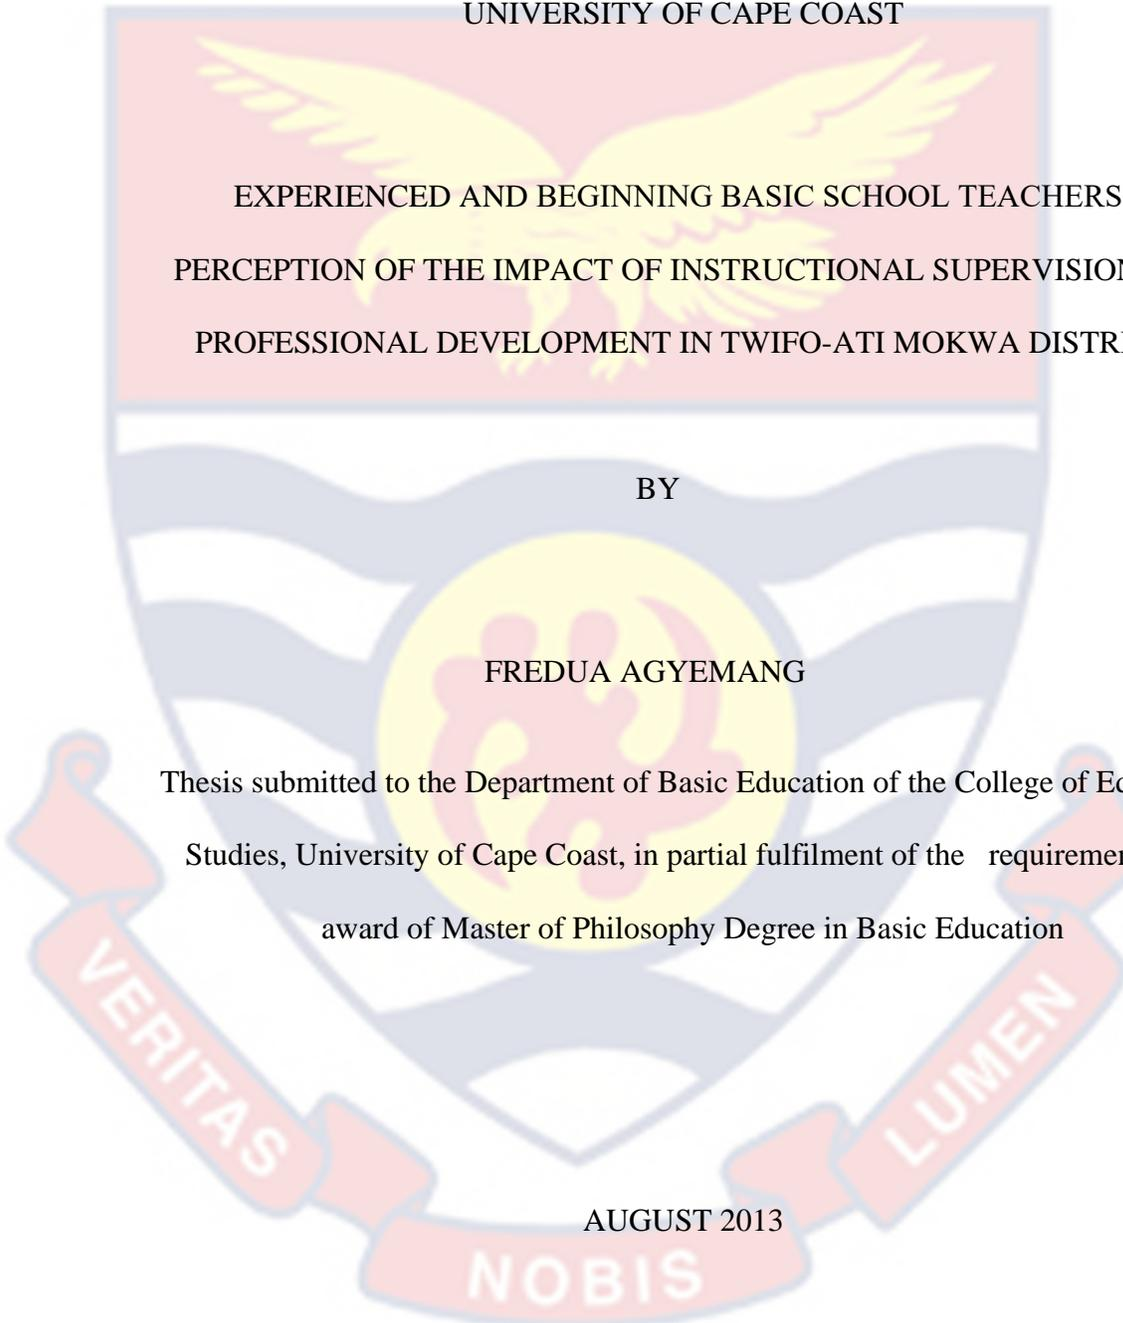 UNIVERSITY OF CAPE COAST
EXPERIENCED AND BEGINNING BASIC SCHOOL TEACHERS
PERCEPTION OF THE IMPACT OF INSTRUCTIONAL SUPERVISION
PROFESSIONAL DEVELOPMENT IN TWIFO-ATI MOKWA DISTR
BY
FREDUA AGYEMANG
Thesis submitted to the Department of Basic Education of the College of Ed
Studies, University of Cape Coast, in partial fulfilment of the requiremen
award of Master of Philosophy Degree in Basic Education
AUGUST 2013
VERITAS
NOBIS
LUMEN